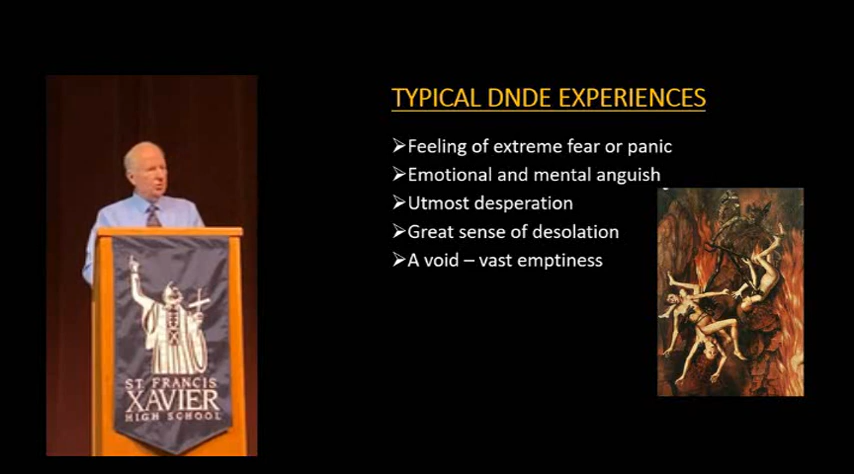 TYPICAL DNDE EXPERIENCES
➢Feeling of extreme fear or panic
➢Emotional and mental anguish
➢Utmost desperation
➢Great sense of desolation
➢A void – vast emptiness
ST. FRANCIS
XAVIER
HIGH SCHOOL